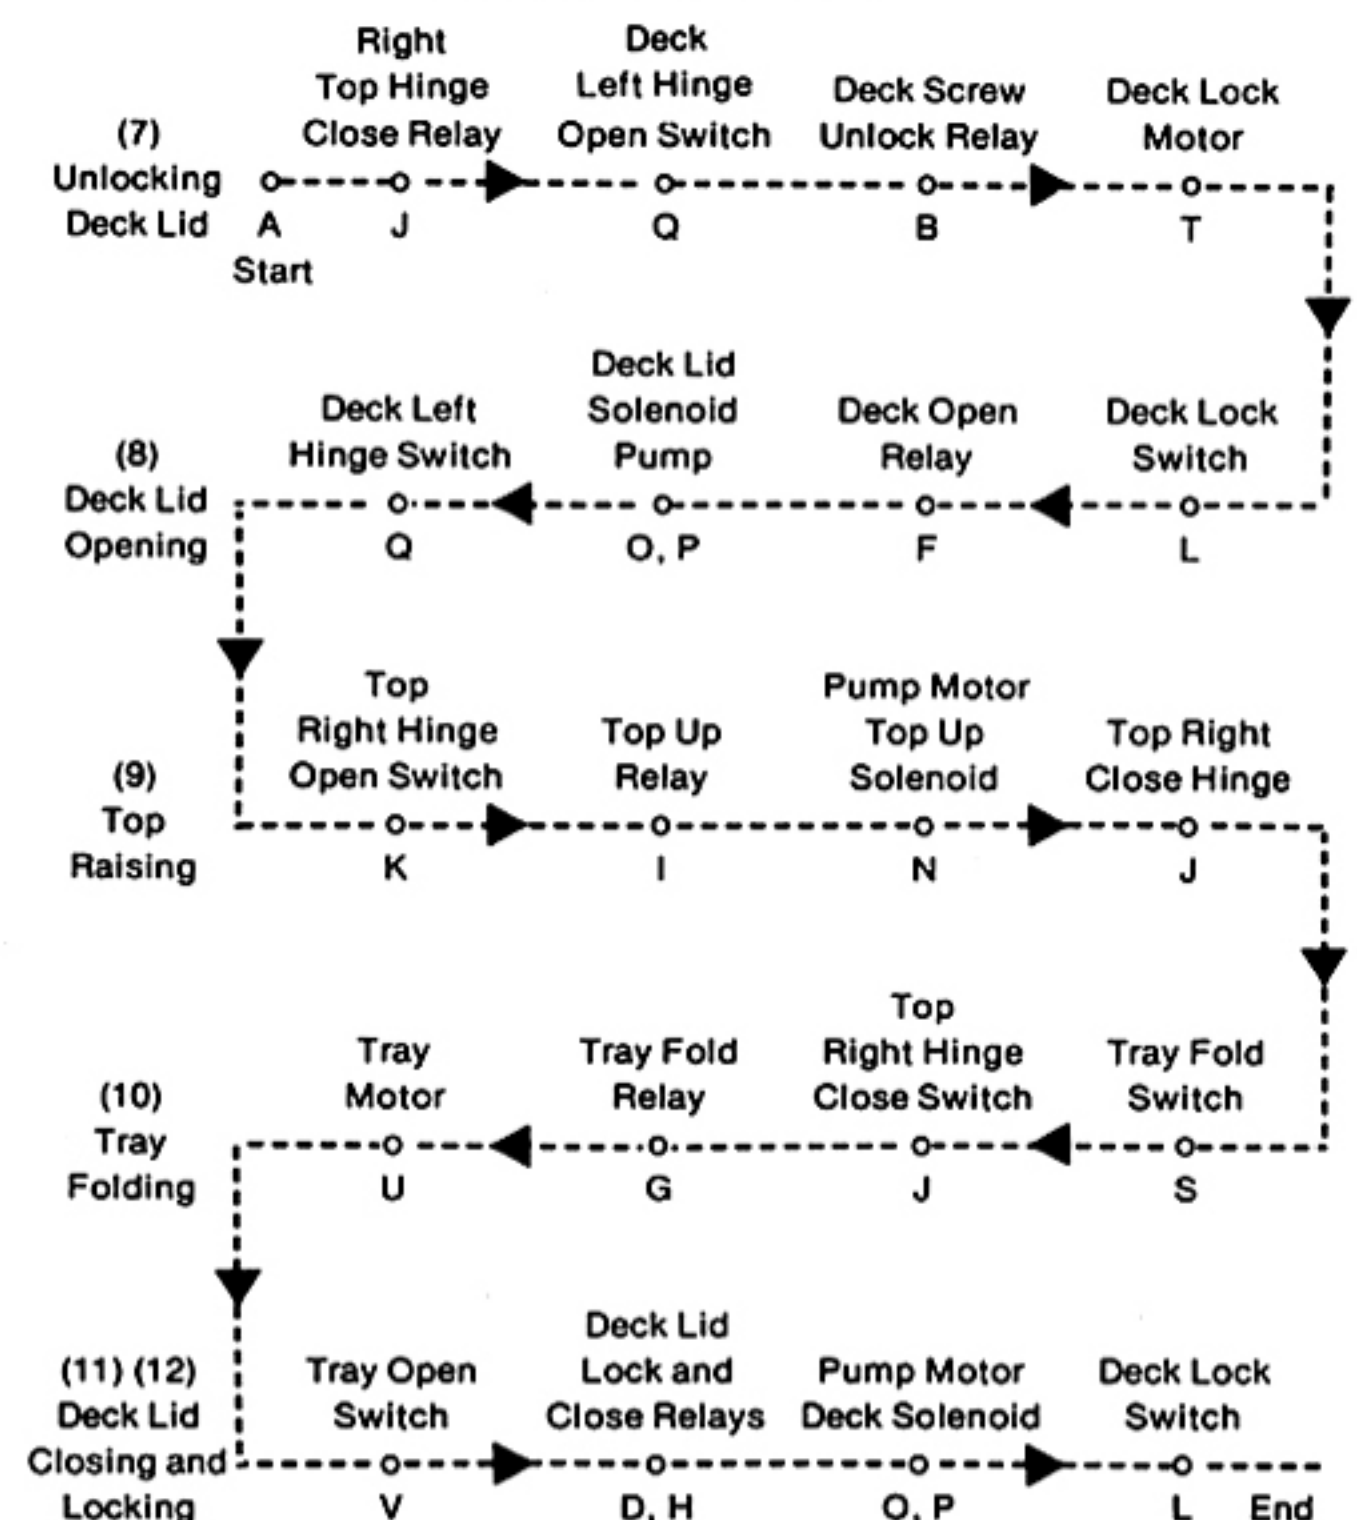 (7)
Unlocking
Deck Lid
A
Start
Right
Top Hinge
Close Relay
J
Deck
Left Hinge
Open Switch
Q
Deck Screw
Unlock Relay
B
Deck Lock
Motor
T
(8)
Deck Lid
Opening
Deck Left
Hinge Switch
Q
Deck Lid
Solenoid
Pump
O, P
Deck Open
Relay
F
Deck Lock
Switch
L
(9)
Top
Raising
Top
Right Hinge
Open Switch
K
Top Up
Relay
I
Pump Motor
Top Up
Solenoid
N
Top Right
Close Hinge
J
(10)
Tray
Folding
Tray
Motor
U
Tray Fold
Relay
G
Top
Right Hinge
Close Switch
J
Tray Fold
Switch
S
(11) (12)
Deck Lid
Closing and
Locking
Tray Open
Switch
V
Deck Lid
Lock and
Close Relays
D, H
Pump Motor
Deck Solenoid
O, P
Deck Lock
Switch
L
End